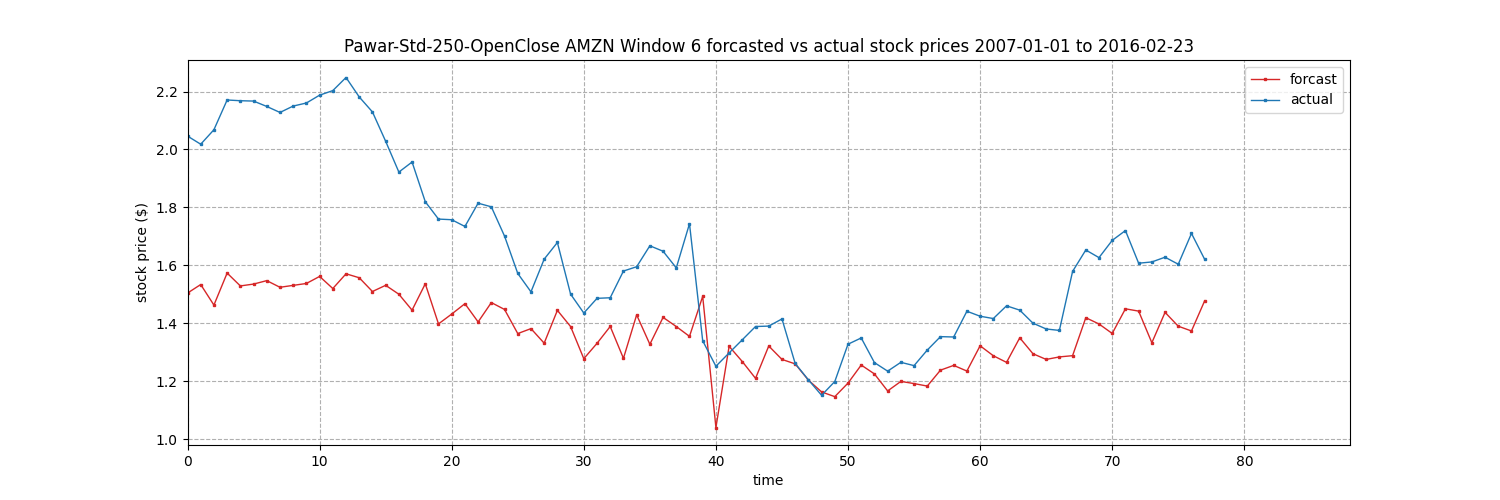 Pawar-Std-250-OpenClose AMZN Window 6 forcasted vs actual stock prices 2007-01-01 to 2016-02-23
forcast
actual
stock price ($)
2.2
2.0
1.8
1.6
1.4
1.2
1.0
0 10 20 30 40 50 60 70 80
time